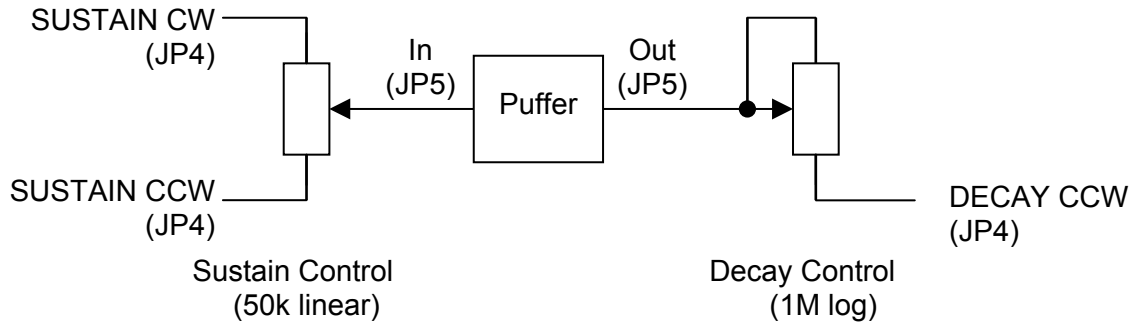 SUSTAIN CW
(JP4)
In
(JP5)
Puffer
Out
(JP5)
SUSTAIN CCW
(JP4)
DECAY CCW
(JP4)
Sustain Control
(50k linear)
Decay Control
(1M log)